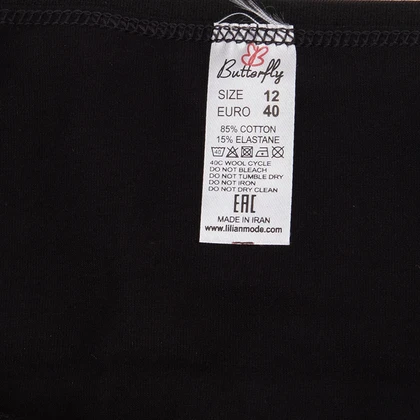 Butterfly
SIZE 12
EURO 40
85% COTTON
15% ELASTANE
40C WOOL CYCLE
DO NOT BLEACH
DO NOT TUMBLE DRY
DO NOT IRON
DO NOT DRY CLEAN
EAC
MADE IN IRAN
www.lilianmode.com